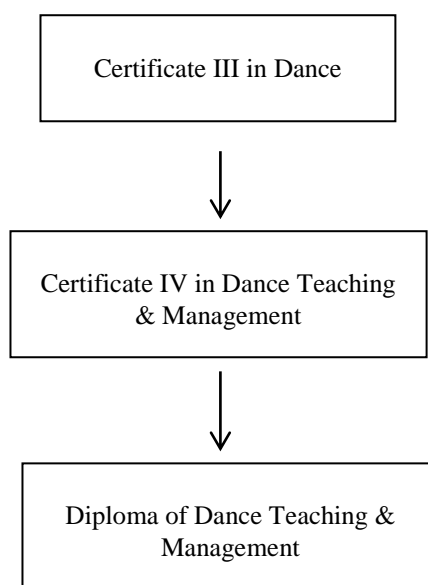 Certificate III in Dance
Certificate IV in Dance Teaching
& Management
Diploma of Dance Teaching &
Management